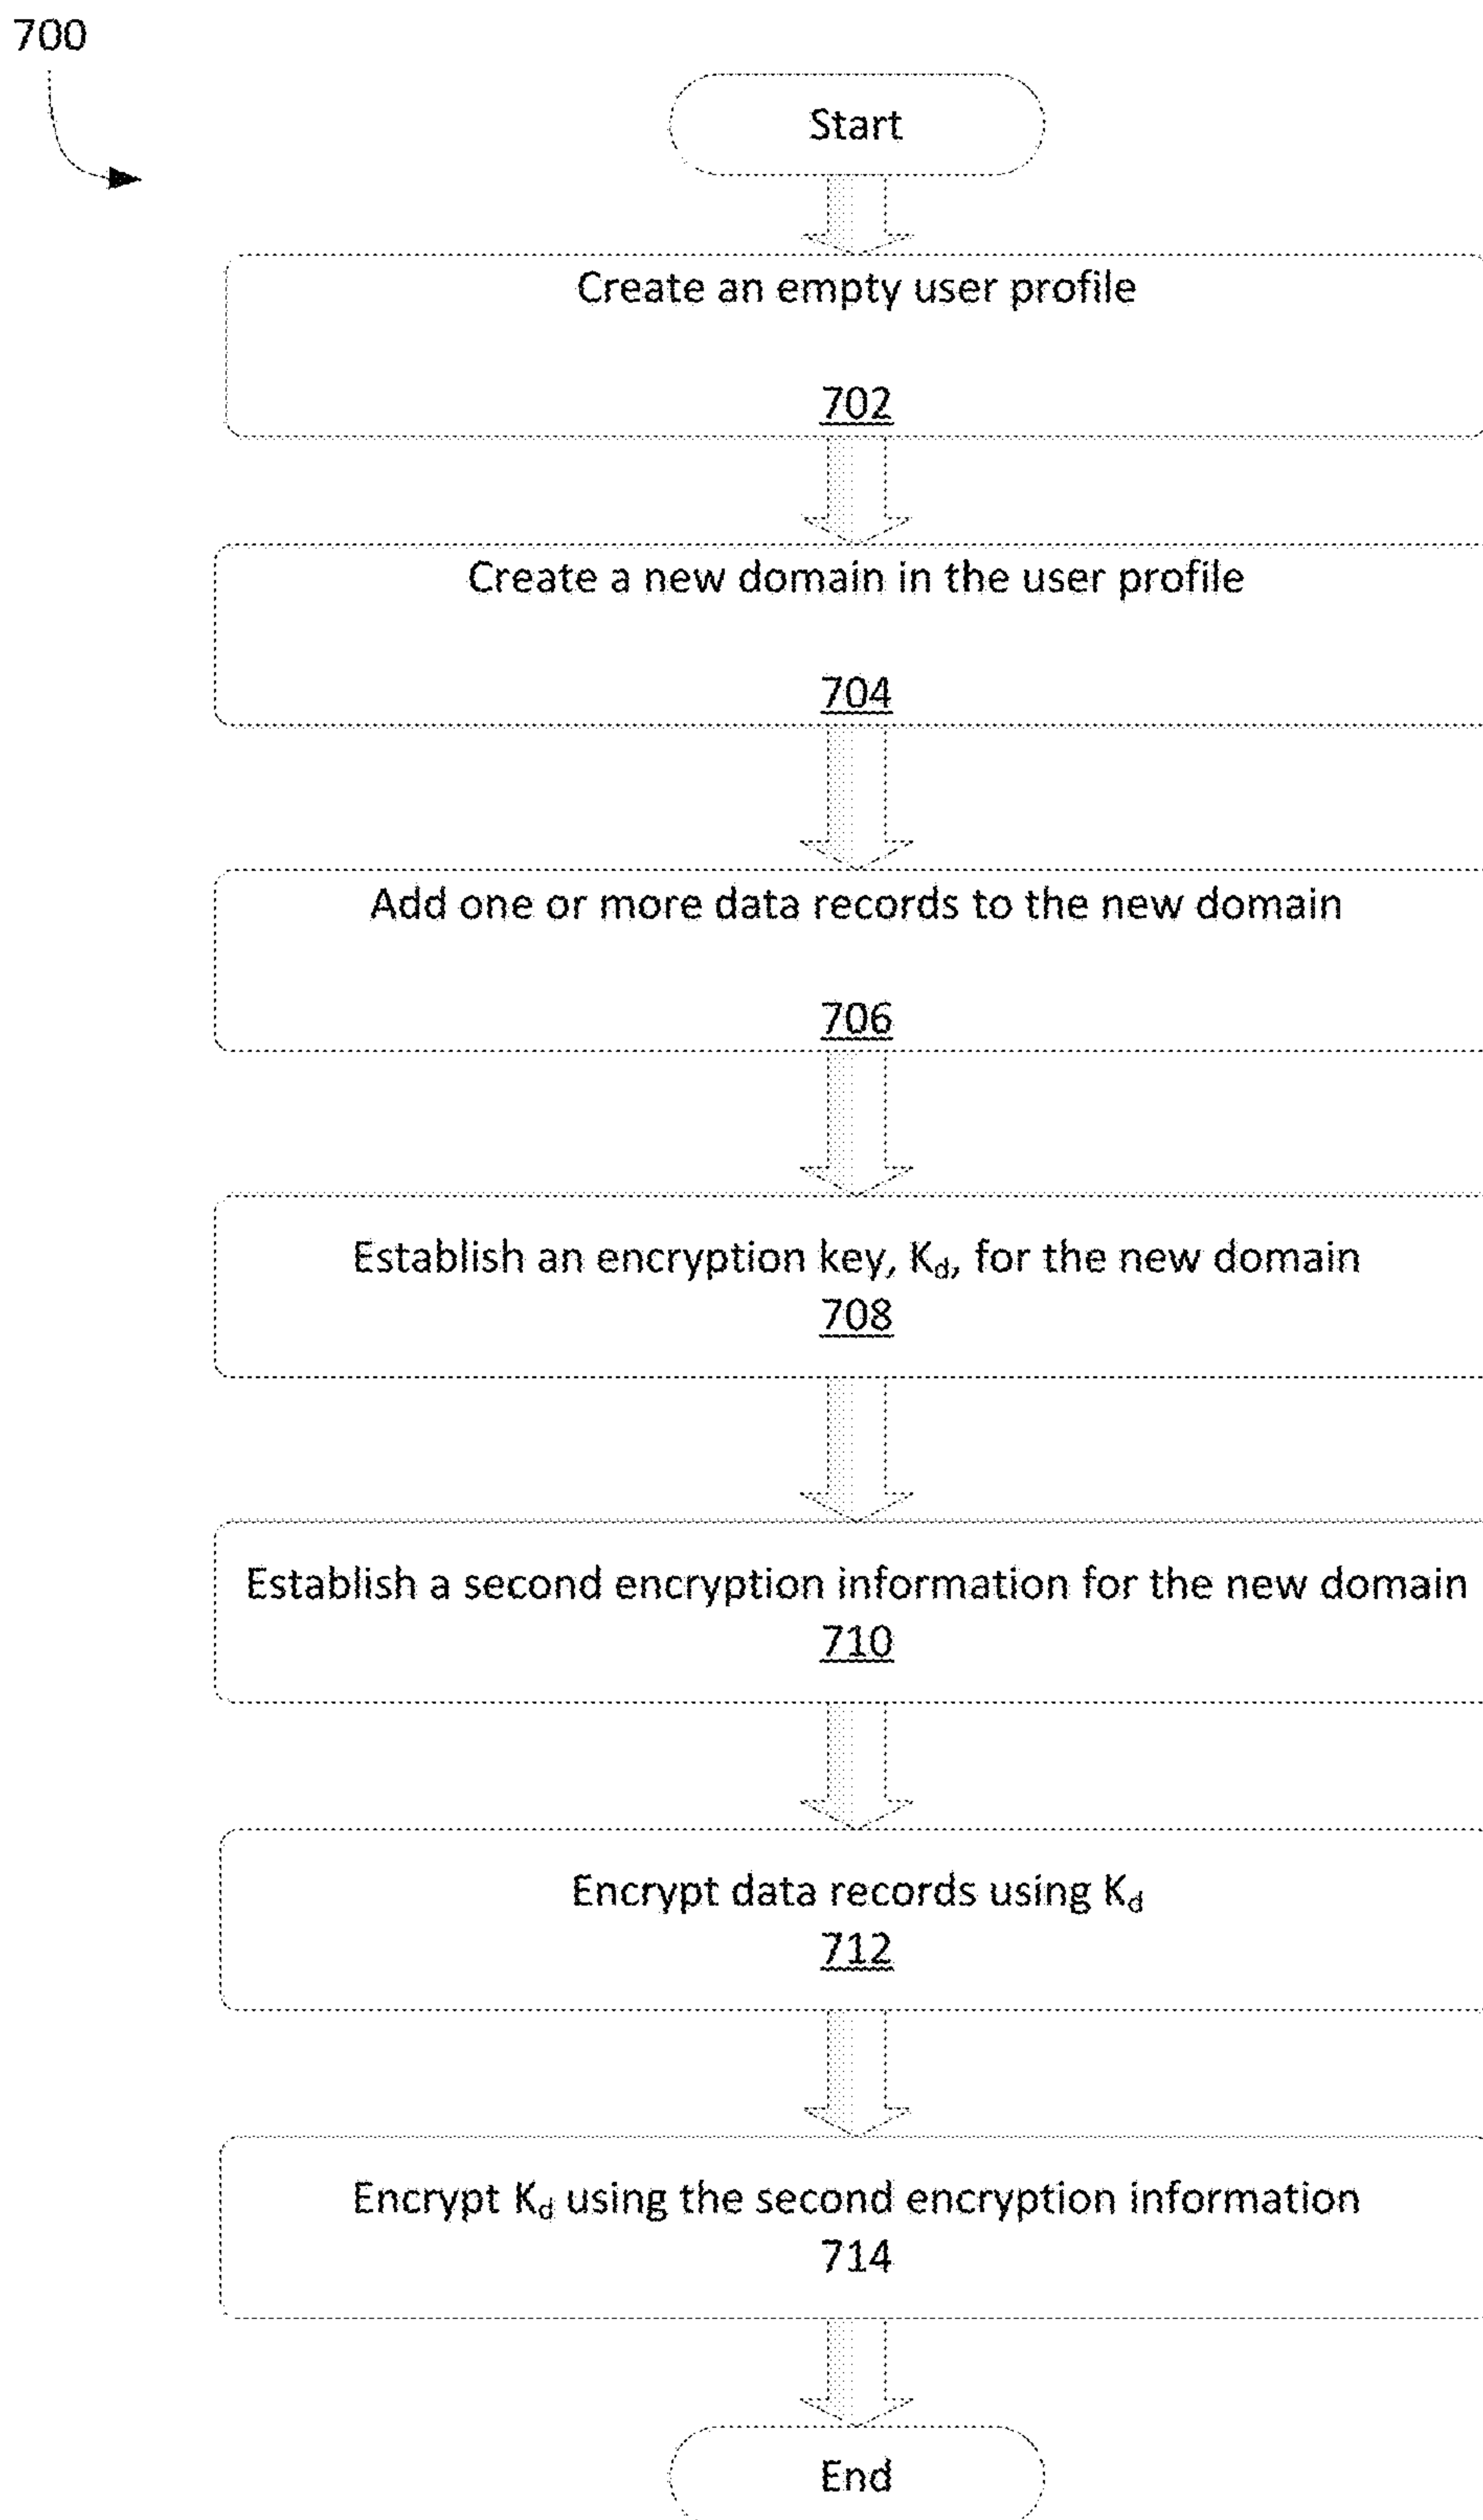 700
Start
Create an empty user profile
702
Create a new domain in the user profile
704
Add one or more data records to the new domain
706
Establish an encryption key, Kd, for the new domain
708
Establish a second encryption information for the new domain
710
Encrypt data records using Kd
712
Encrypt Kd using the second encryption information
714
End